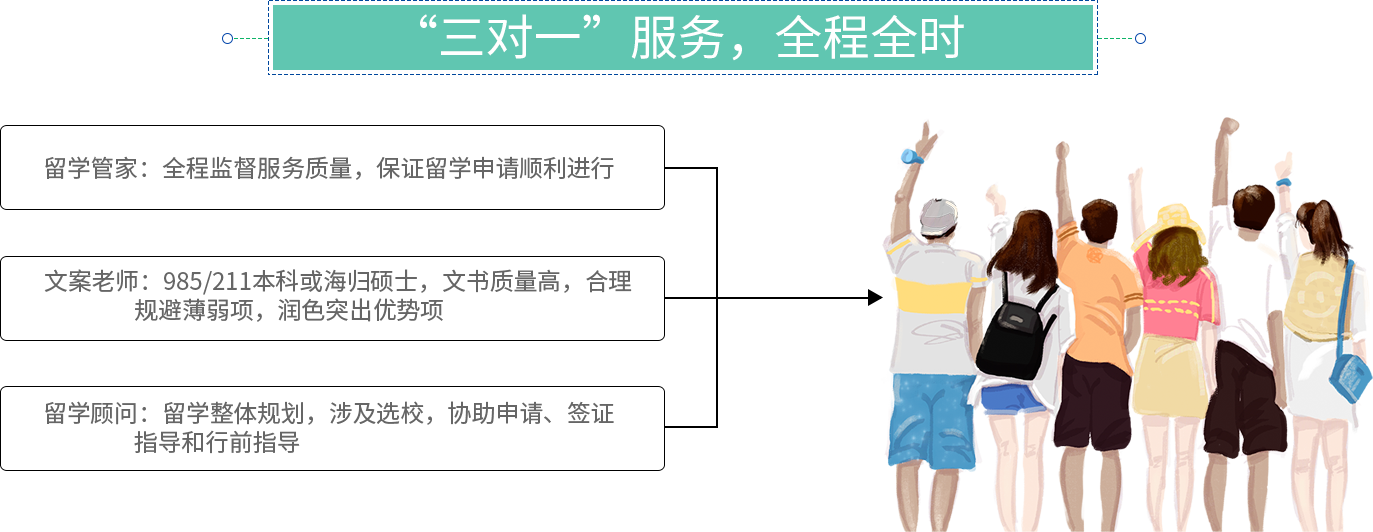 “三对一”服务，全程全时
留学管家：全程监督服务质量，保证留学申请顺利进行
文案老师：985/211本科或海归硕士，文书质量高，合理
规避薄弱项，润色突出优势项
留学顾问：留学整体规划，涉及选校，协助申请、签证
指导和行前指导